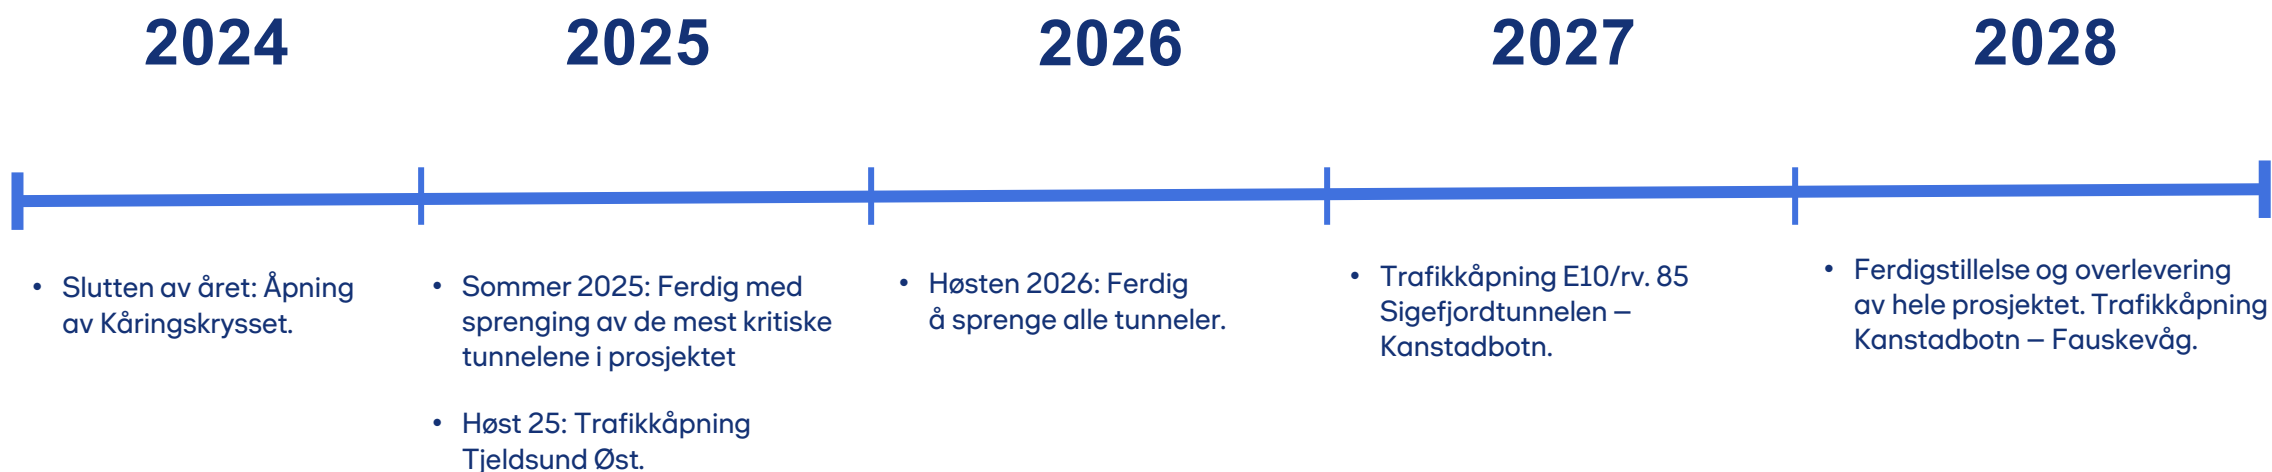 2024
2025
2026
2027
2028
• Slutten av året: Åpning
av Kåringskrysset.
• Sommer 2025: Ferdig med
sprenging av de mest kritiske
tunnelene i prosjektet
• Høst 25: Trafikkåpning
Tjeldsund Øst.
• Høsten 2026: Ferdig
å sprenge alle tunneler.
• Trafikkåpning E10/rv. 85
Sigefjordtunnelen –
Kanstadbotn.
• Ferdigstillelse og overlevering
av hele prosjektet. Trafikkåpning
Kanstadbotn – Fauskevåg.